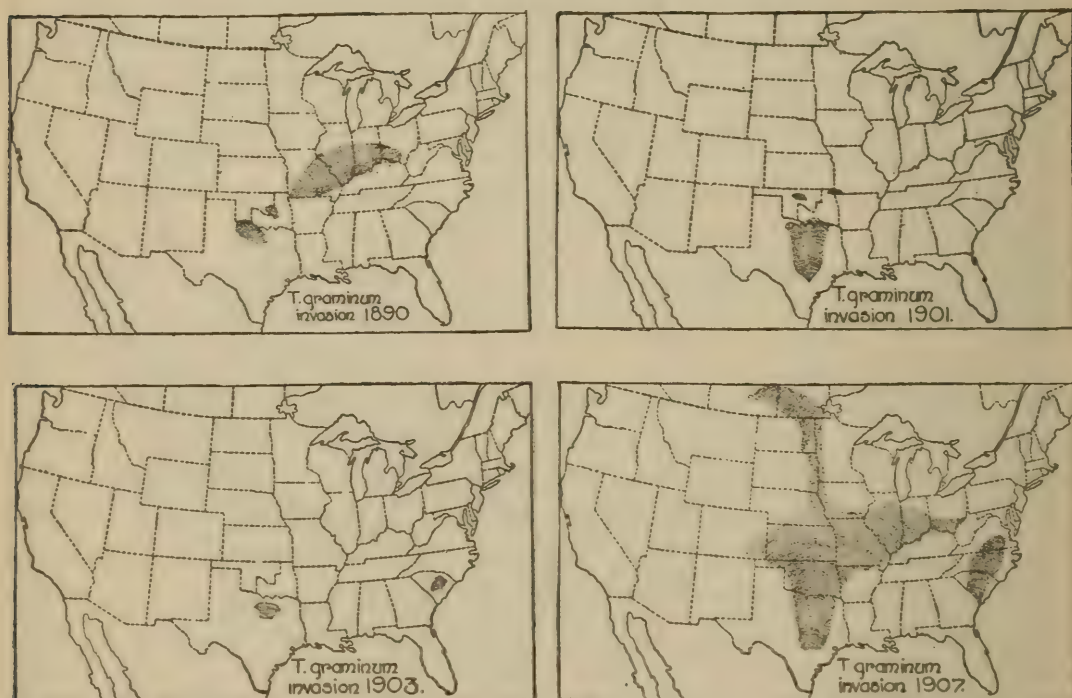 T. graminum
invasion 1890
T. graminum
invasion 1901.
T. graminum
invasion 1903.
T. graminum
invasion 1907.